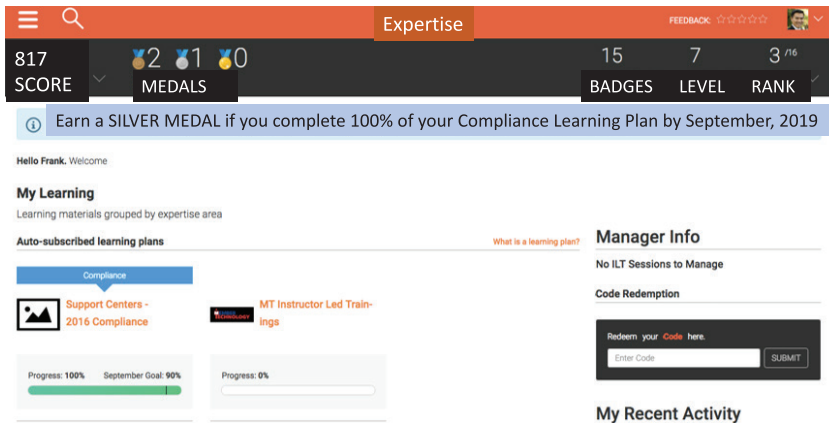 Expertise
FEEDBACK:
817
SCORE
2 1 0
MEDALS
15 7 3 /16
BADGES LEVEL RANK
Earn a SILVER MEDAL if you complete 100% of your Compliance Learning Plan by September, 2019
Hello Frank. Welcome
My Learning
Learning materials grouped by expertise area
Auto-subscribed learning plans
What is a learning plan?
Compliance
Support Centers -
2016 Compliance
TECHNOLOGY
MT Instructor Led Train-
ings
Progress: 100% September Goal: 90%
Progress: 0%
Manager Info
No ILT Sessions to Manage
Code Redemption
Redeem your Code here.
Enter Code
SUBMIT
My Recent Activity